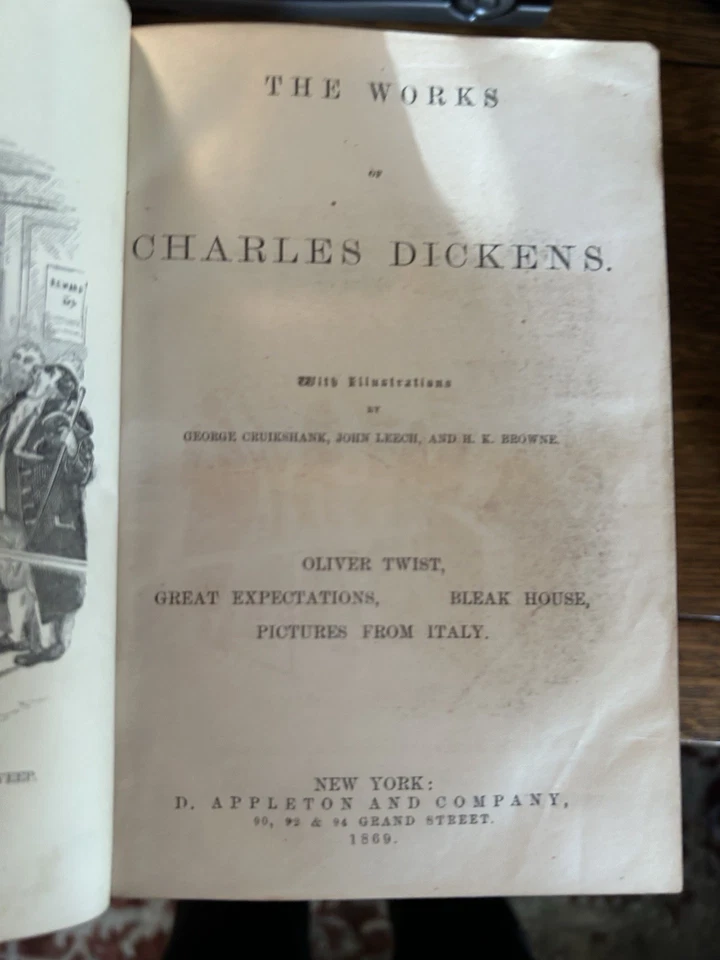 THE WORKS
OF
CHARLES DICKENS.
With Illustrations
BY
GEORGE CRUIKSHANK, JOHN LEECH, AND H. K. BROWNE.
OLIVER TWIST,
GREAT EXPECTATIONS, BLEAK HOUSE,
PICTURES FROM ITALY.
NEW YORK:
D. APPLETON AND COMPANY,
90, 92 & 94 GRAND STREET.
1869.